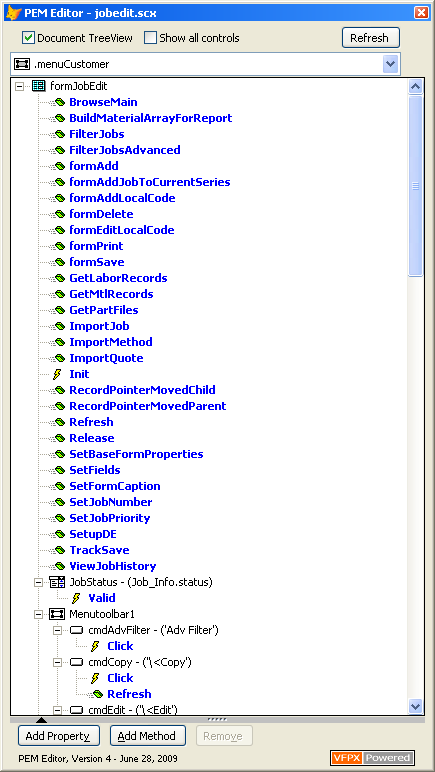 PEM Editor - jobedit.scx
Document TreeView Show all controls Refresh
.menuCustomer
formJobEdit
BrowseMain
BuildMaterialArrayForReport
FilterJobs
FilterJobsAdvanced
formAdd
formAddJobToCurrentSeries
formAddLocalCode
formDelete
formEditLocalCode
formPrint
formSave
GetLaborRecords
GetMtlRecords
GetPartFiles
ImportJob
ImportMethod
ImportQuote
Init
RecordPointerMovedChild
RecordPointerMovedParent
Refresh
Release
SetBaseFormProperties
SetFields
SetFormCaption
SetJobNumber
SetJobPriority
SetupDE
TrackSave
ViewJobHistory
JobStatus - (Job_Info.status)
Valid
Menutoolbar1
cmdAdvFilter - ('Adv Filter')
Click
cmdCopy - ('\<Copy')
Click
Refresh
cmdEdit - ('\<Edit')
Add Property Add Method Remove
PEM Editor, Version 4 - June 28, 2009 VFPX Powered